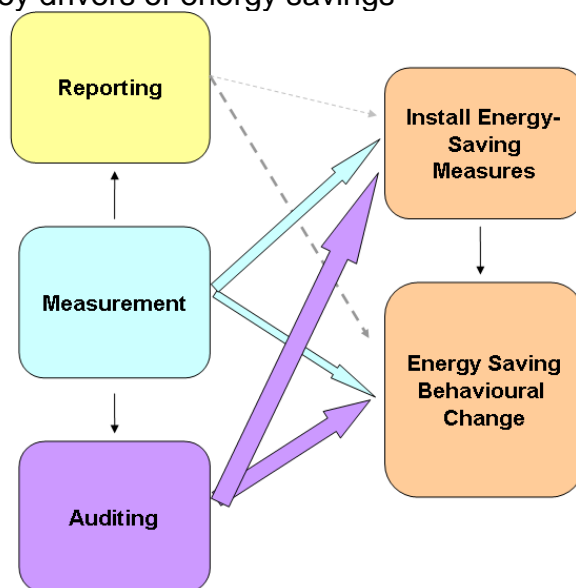 drivers of energy savings
Reporting
Install Energy-
Saving
Measures
Measurement
Energy Saving
Behavioural
Change
Auditing